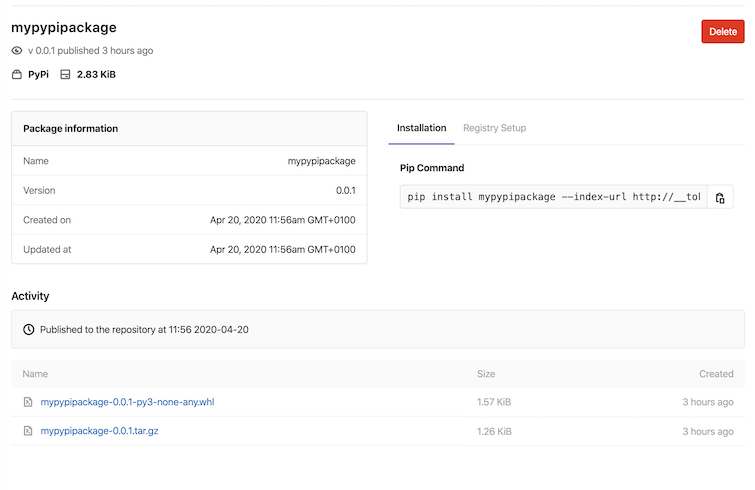 mypypipackage
Delete
v 0.0.1 published 3 hours ago
PyPi 2.83 KiB
Package information
Installation Registry Setup
Name mypypipackage
Pip Command
Version 0.0.1
pip install mypypipackage --index-url http://__tol
Created on Apr 20, 2020 11:56am GMT+0100
Updated at Apr 20, 2020 11:56am GMT+0100
Activity
Published to the repository at 11:56 2020-04-20
Name Size Created
mypypipackage-0.0.1-py3-none-any.whl 1.57 KiB 3 hours ago
mypypipackage-0.0.1.tar.gz 1.26 KiB 3 hours ago